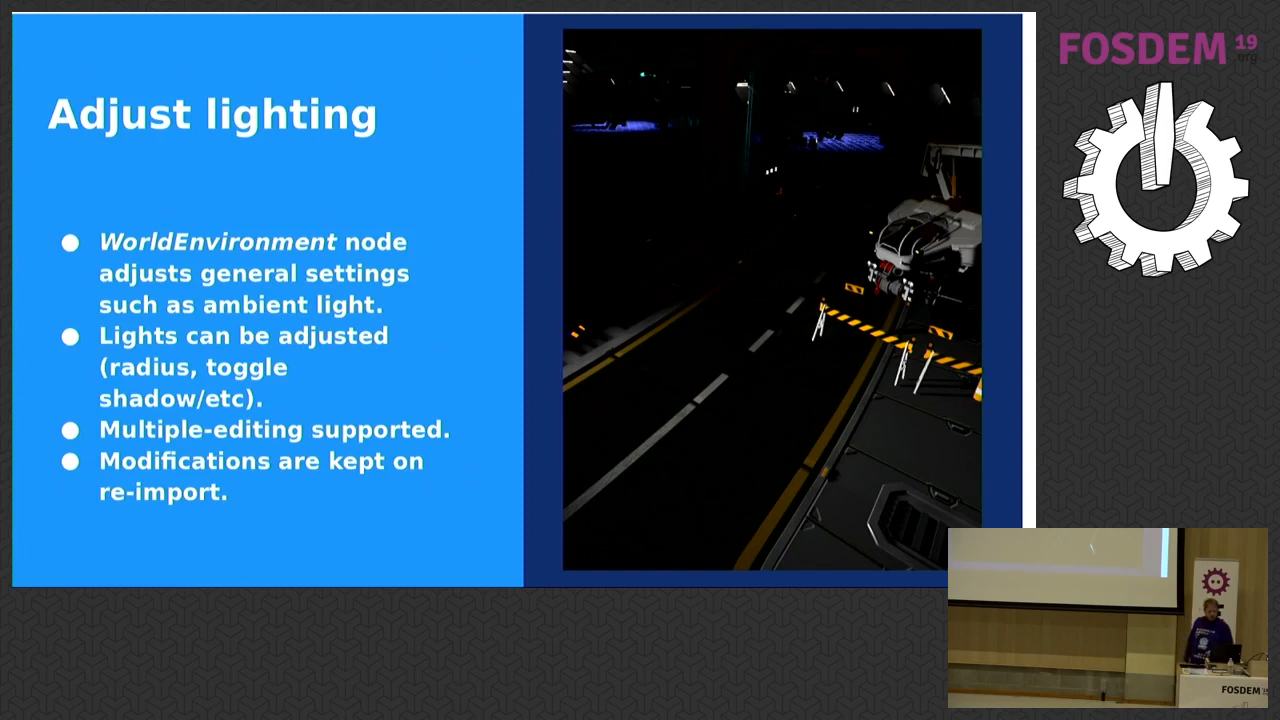 FOSDEM 19
.org
Adjust lighting
● WorldEnvironment node
adjusts general settings
such as ambient light.
● Lights can be adjusted
(radius, toggle
shadow/etc).
● Multiple-editing supported.
● Modifications are kept on
re-import.
FOSDEM